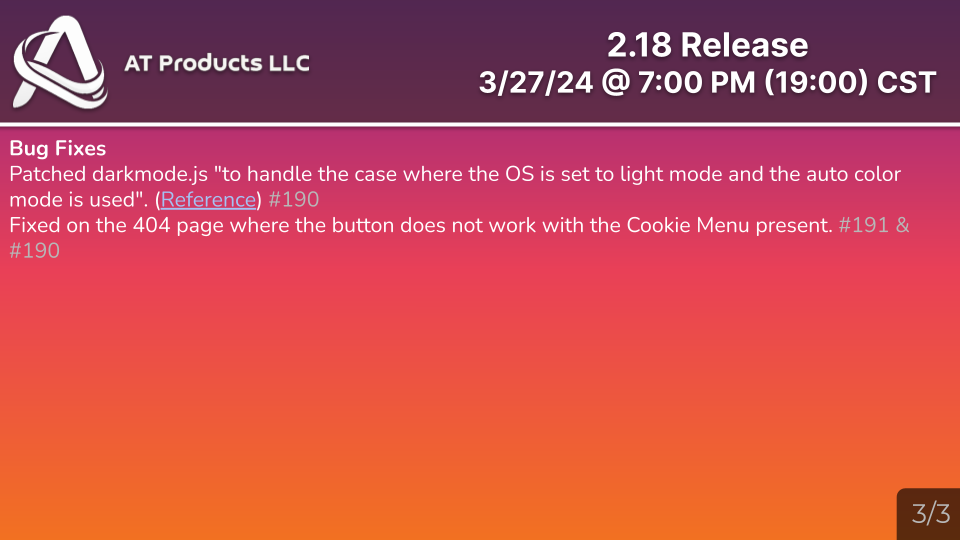 AT Products LLC
2.18 Release
3/27/24 @ 7:00 PM (19:00) CST
Bug Fixes
Patched darkmode.js "to handle the case where the OS is set to light mode and the auto color
mode is used". (Reference) #190
Fixed on the 404 page where the button does not work with the Cookie Menu present. #191 &
#190
3/3